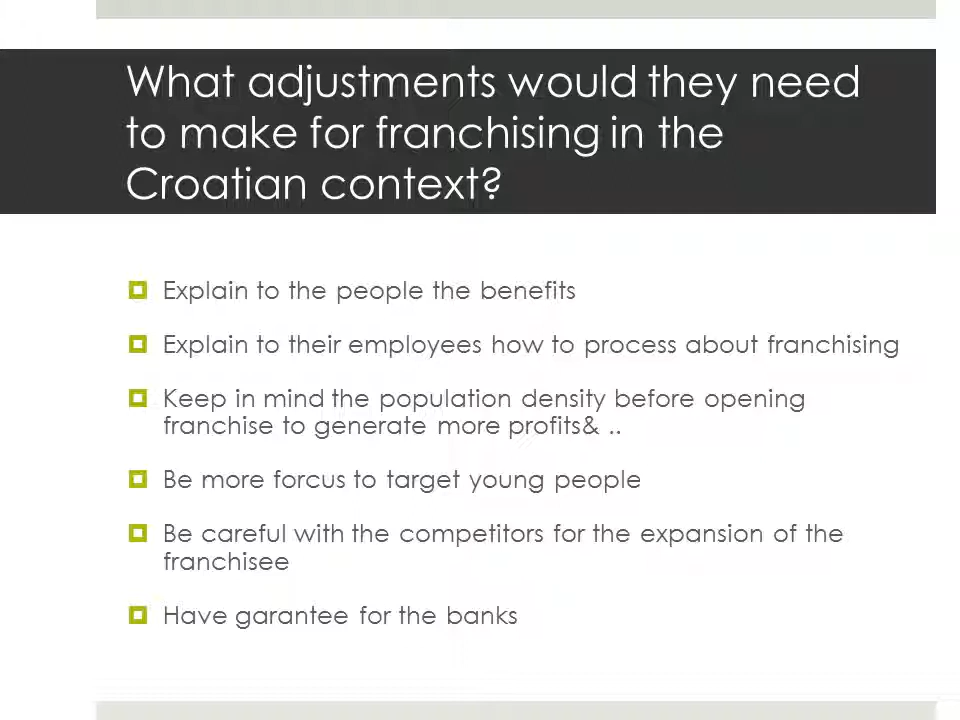 What adjustments would they need
to make for franchising in the
Croatian context?
Explain to the people the benefits
Explain to their employees how to process about franchising
Keep in mind the population density before opening
franchise to generate more profits& ..
Be more forcus to target young people
Be careful with the competitors for the expansion of the
franchisee
Have garantee for the banks